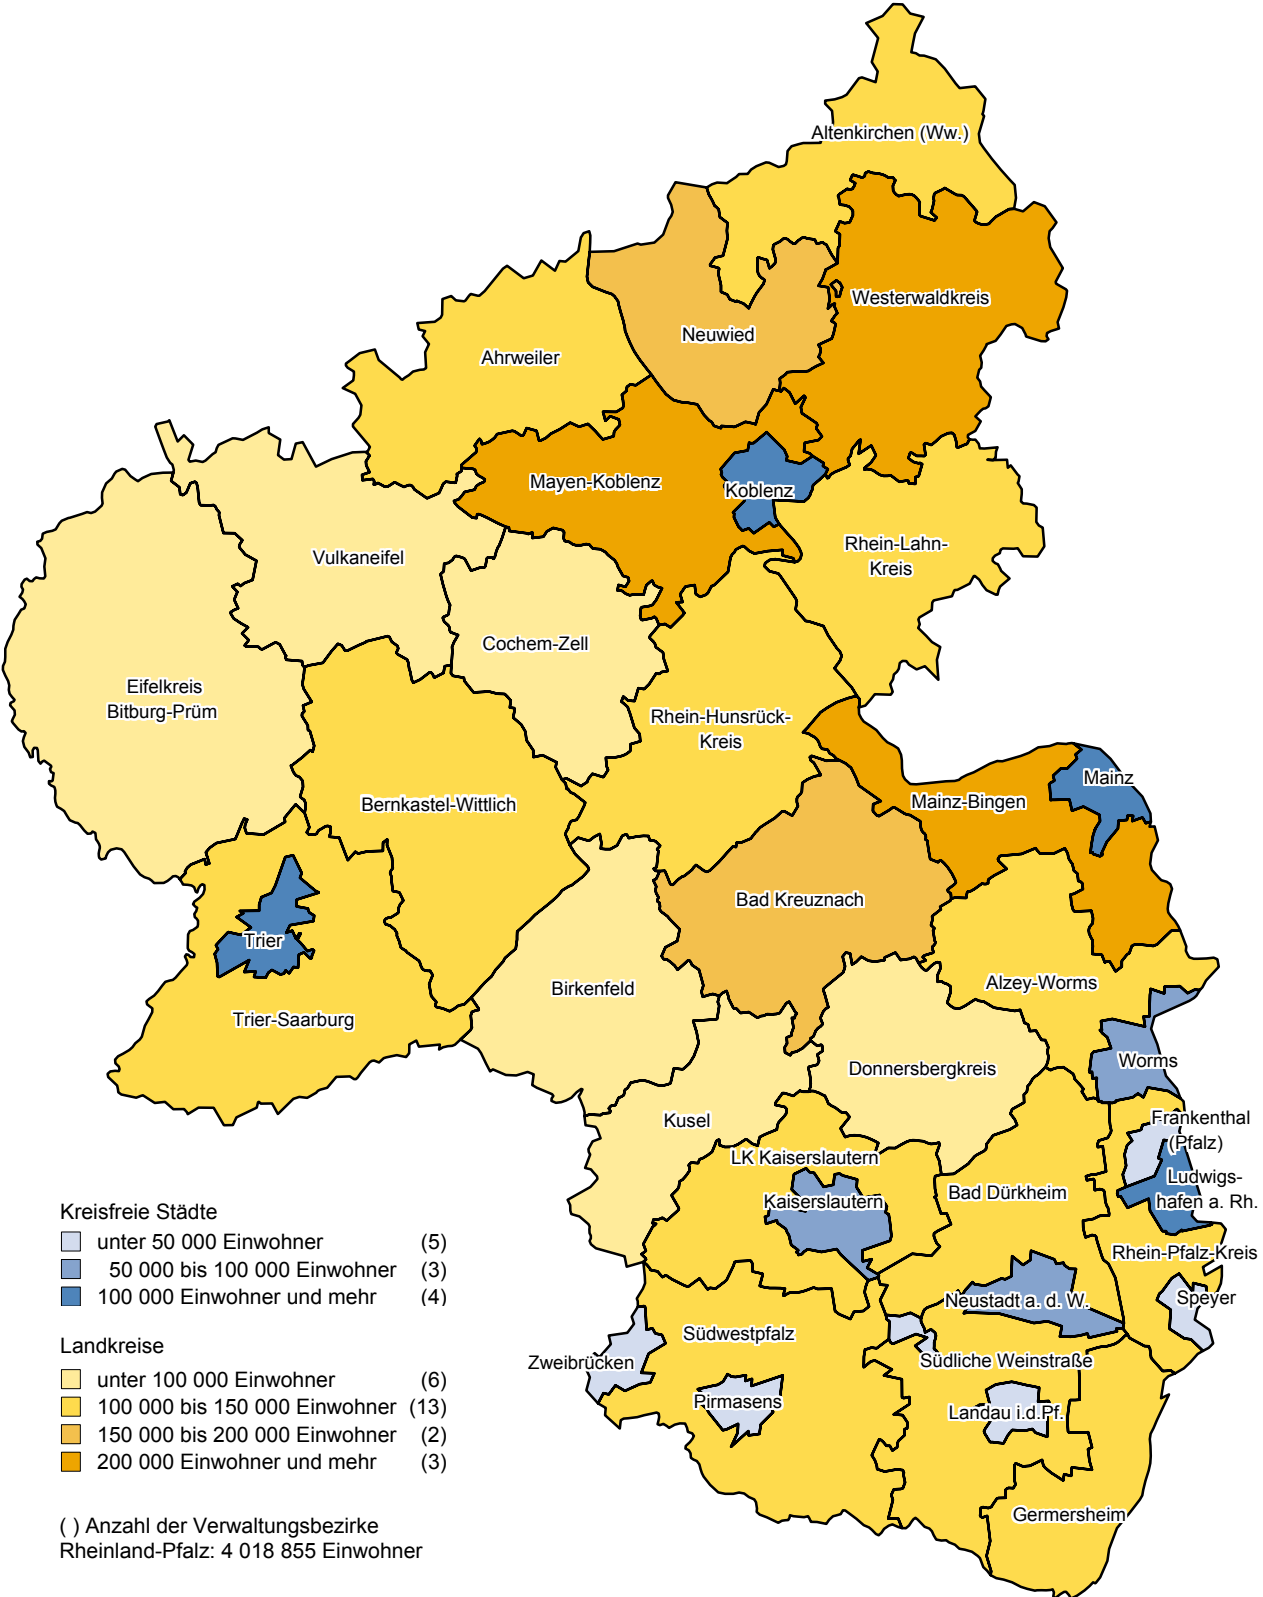 Altenkirchen (Ww.)
Westerwaldkreis
Neuwied
Ahrweiler
Mayen-Koblenz
Koblenz
Rhein-Lahn-
Kreis
Vulkaneifel
Cochem-Zell
Eifelkreis
Bitburg-Prüm
Rhein-Hunsrück-
Kreis
Mainz
Bernkastel-Wittlich
Mainz-Bingen
Bad Kreuznach
Trier
Alzey-Worms
Birkenfeld
Trier-Saarburg
Worms
Donnersbergkreis
Kusel
Frankenthal
(Pfalz)
LK Kaiserslautern
Ludwigs-
hafen a. Rh.
Bad Dürkheim
Kaiserslautern
Rhein-Pfalz-Kreis
Neustadt a. d. W.
Speyer
Südwestpfalz
Zweibrücken
Südliche Weinstraße
Pirmasens
Landau i.d.Pf.
Germersheim
Kreisfreie Städte
unter 50 000 Einwohner (5)
50 000 bis 100 000 Einwohner (3)
100 000 Einwohner und mehr (4)
Landkreise
unter 100 000 Einwohner (6)
100 000 bis 150 000 Einwohner (13)
150 000 bis 200 000 Einwohner (2)
200 000 Einwohner und mehr (3)
( ) Anzahl der Verwaltungsbezirke
Rheinland-Pfalz: 4 018 855 Einwohner